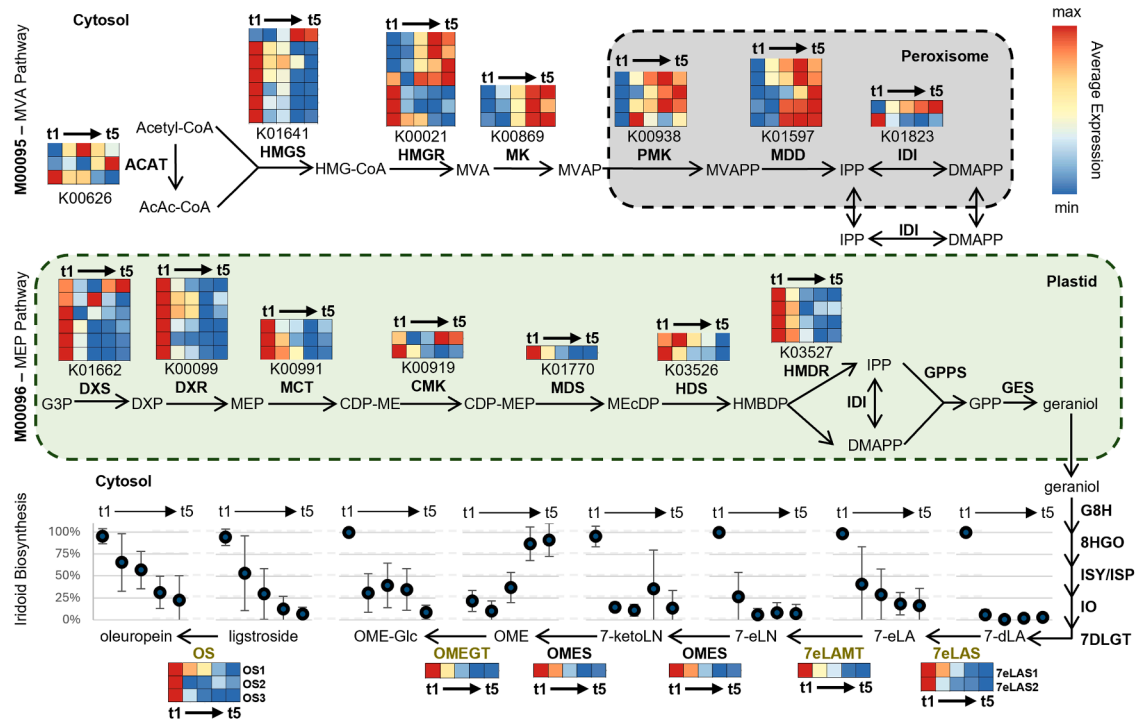 M00095 – MVA Pathway
Cytosol
t1 t5
t1 t5
t1 t5
t1 t5
t1 t5
t1 t5
t1 t5
Peroxisome
max
Average Expression
min
K00626
ACAT
Acetyl-CoA
AcAc-CoA
K01641
HMGS
HMG-CoA
K00021
HMGR
MVA
K00869
MK
MVAP
K00938
PMK
MVAPP
K01597
MDD
IPP
K01823
IDI
DMAPP
IPP
IDI
DMAPP
M00096 – MEP Pathway
Plastid
t1 t5
t1 t5
t1 t5
t1 t5
t1 t5
t1 t5
t1 t5
K01662
DXS
K00099
DXR
K00991
MCT
K00919
CMK
K01770
MDS
K03526
HDS
K03527
HMDR
G3P
DXP
MEP
CDP-ME
CDP-MEP
MEcDP
HMBDP
IPP
IDI
DMAPP
GPPS
GPP
GES
geraniol
Iridoid Biosynthesis
Cytosol
geraniol
G8H
8HGO
ISY/ISP
IO
7DLGT
t1 t5
t1 t5
t1 t5
t1 t5
t1 t5
t1 t5
t1 t5
t1 t5
100%
75%
50%
25%
0%
oleuropein
ligstroside
OME-Glc
OME
7-ketoLN
7-eLN
7-eLA
7-dLA
OS
OS1
OS2
OS3
t1 t5
OMEGT
t1 t5
OMES
t1 t5
OMES
t1 t5
7eLAMT
t1 t5
7eLAS
7eLAS1
7eLAS2
t1 t5